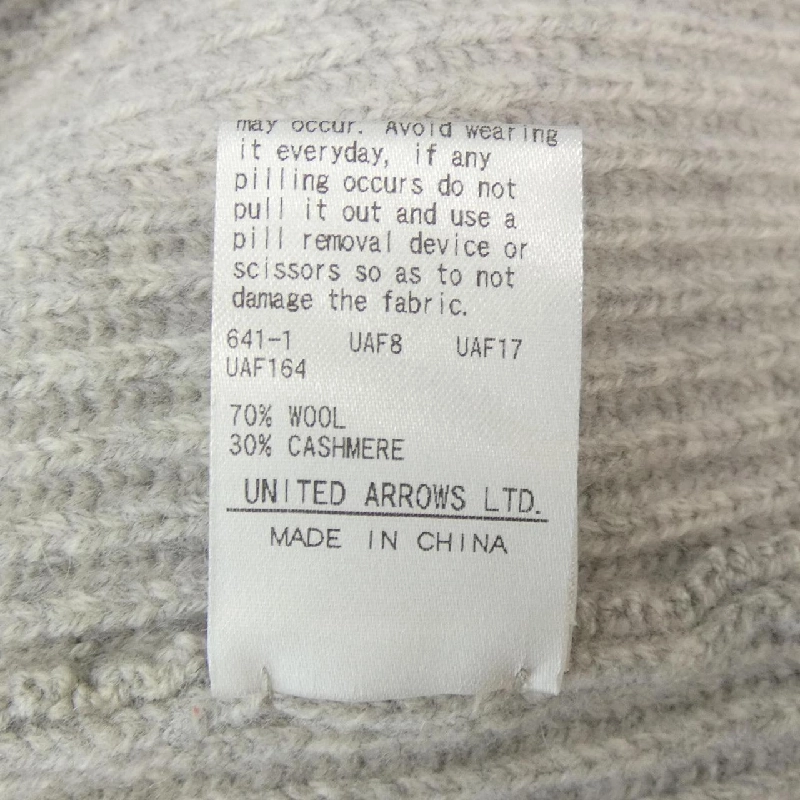 may occur. Avoid wearing
it everyday, if any
pilling occurs do not
pull it out and use a
pill removal device or
scissors so as to not
damage the fabric.
641-1 UAF8 UAF17
UAF164
70% WOOL
30% CASHMERE
UNITED ARROWS LTD.
MADE IN CHINA